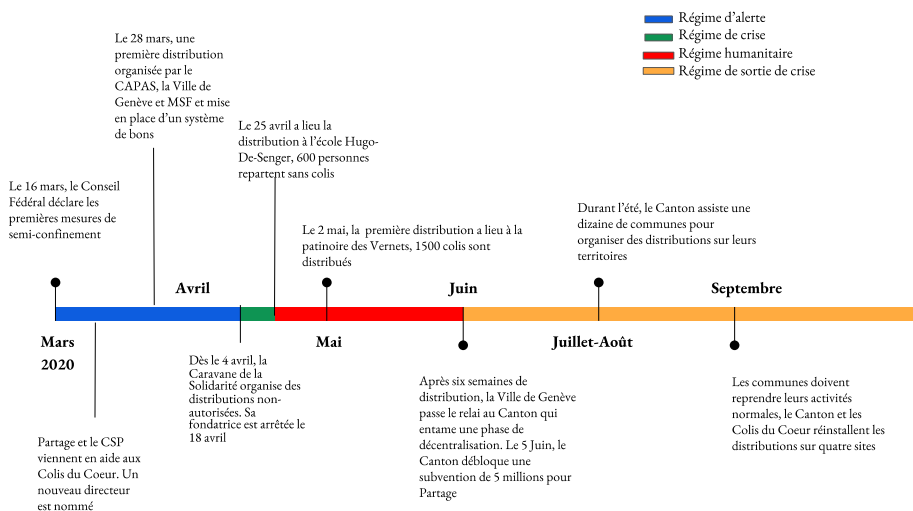 Régime d'alerte
Régime de crise
Régime humanitaire
Régime de sortie de crise
Le 28 mars, une
première distribution
organisée par le
CAPAS, la Ville de
Genève et MSF et mise
en place d'un système
de bons
Le 25 avril a lieu la
distribution à l'école Hugo-
De-Senger, 600 personnes
repartent sans colis
Le 16 mars, le Conseil
Fédéral déclare les
premières mesures de
semi-confinement
Le 2 mai, la première distribution a lieu à la
patinoire des Vernets, 1500 colis sont
distribués
Durant l'été, le Canton assiste une
dizaine de communes pour
organiser des distributions sur leurs
territoires
Avril
Juin
Septembre
Mars
2020
Mai
Juillet-Août
Partage et le CSP
viennent en aide aux
Colis du Coeur. Un
nouveau directeur
est nommé
Dès le 4 avril, la
Caravane de la
Solidarité organise des
distributions non-
autorisées. Sa
fondatrice est arrêtée le
18 avril
Après six semaines de
distribution, la Ville de Genève
passe le relai au Canton qui
entame une phase de
décentralisation. Le 5 Juin, le
Canton débloque une
subvention de 5 millions pour
Partage
Les communes doivent
reprendre leurs activités
normales, le Canton et les
Colis du Coeur réinstallent les
distributions sur quatre sites